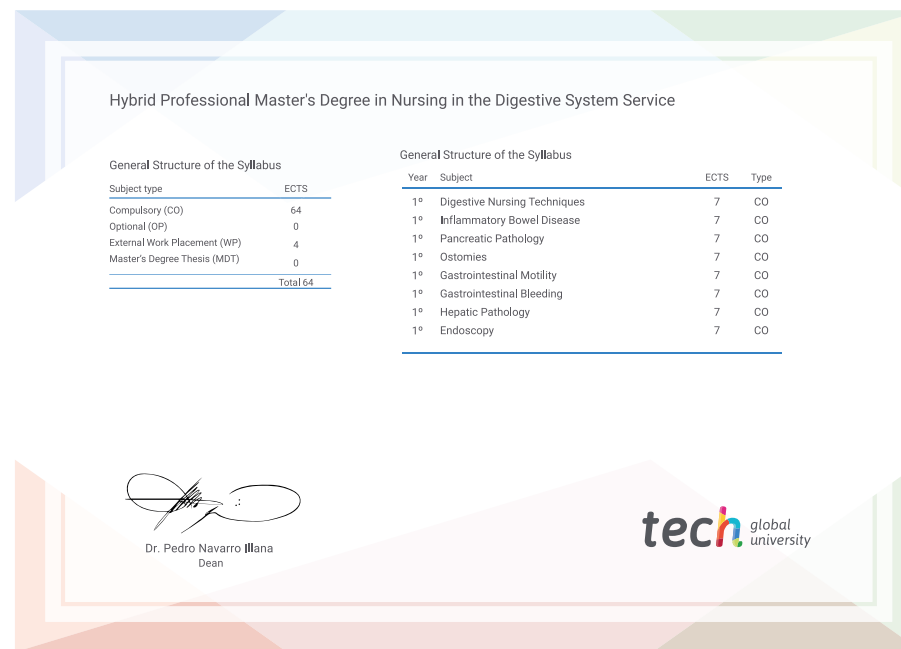 Hybrid Professional Master's Degree in Nursing in the Digestive System Service
General Structure of the Syllabus
Subject type ECTS
Compulsory (CO) 64
Optional (OP) 0
External Work Placement (WP) 4
Master's Degree Thesis (MDT) 0
Total 64
General Structure of the Syllabus
Year Subject ECTS Type
1º Digestive Nursing Techniques 7 CO
1º Inflammatory Bowel Disease 7 CO
1º Pancreatic Pathology 7 CO
1º Ostomies 7 CO
1º Gastrointestinal Motility 7 CO
1º Gastrointestinal Bleeding 7 CO
1º Hepatic Pathology 7 CO
1º Endoscopy 7 CO
Dr. Pedro Navarro Illana
Dean
tech global
university